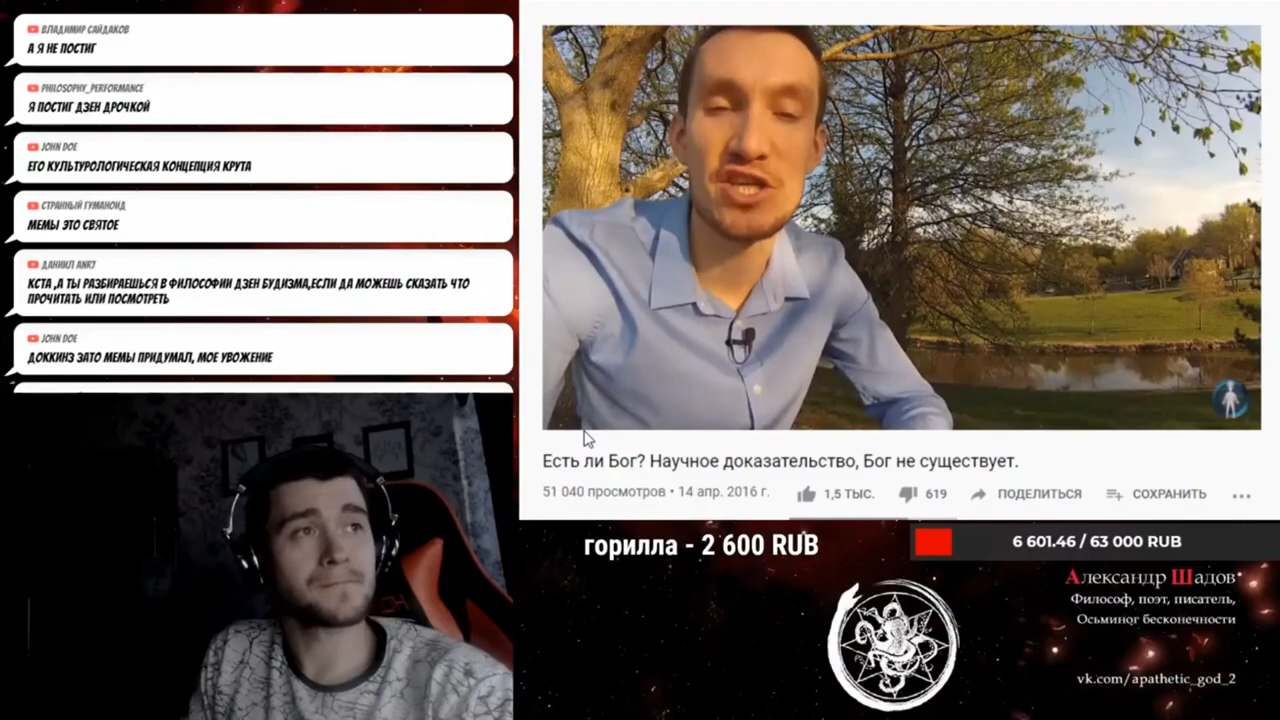 ВЛАДИМИР САЙДАКОВ
А Я НЕ ПОСТИГ
PHILOSOPHY_PERFORMANCE
Я ПОСТИГ ДЗЕН ДРОЧКОЙ
JOHN DOE
ЕГО КУЛЬТУРОЛОГИЧЕСКАЯ КОНЦЕПЦИЯ КРУТА
СТРАННЫЙ ГУМАНОИД
МЕМЫ ЭТО СВЯТОЕ
ДАНИИЛ ANR7
КСТА ,А ТЫ РАЗБИРАЕШЬСЯ В ФИЛОСОФИИ ДЗЕН БУДИЗМА,ЕСЛИ ДА МОЖЕШЬ СКАЗАТЬ ЧТО
ПРОЧИТАТЬ ИЛИ ПОСМОТРЕТЬ
JOHN DOE
ДОККИНЗ ЗАТО МЕМЫ ПРИДУМАЛ, МОЕ УВОЖЕНИЕ
Есть ли Бог? Научное доказательство, Бог не существует.
51 040 просмотров • 14 апр. 2016 г.
1,5 ТЫС.
619
ПОДЕЛИТЬСЯ
СОХРАНИТЬ
горилла - 2 600 RUB
6 601.46 / 63 000 RUB
Александр Шадов
Философ, поэт, писатель,
Осьминог бесконечности
vk.com/apathetic_god_2